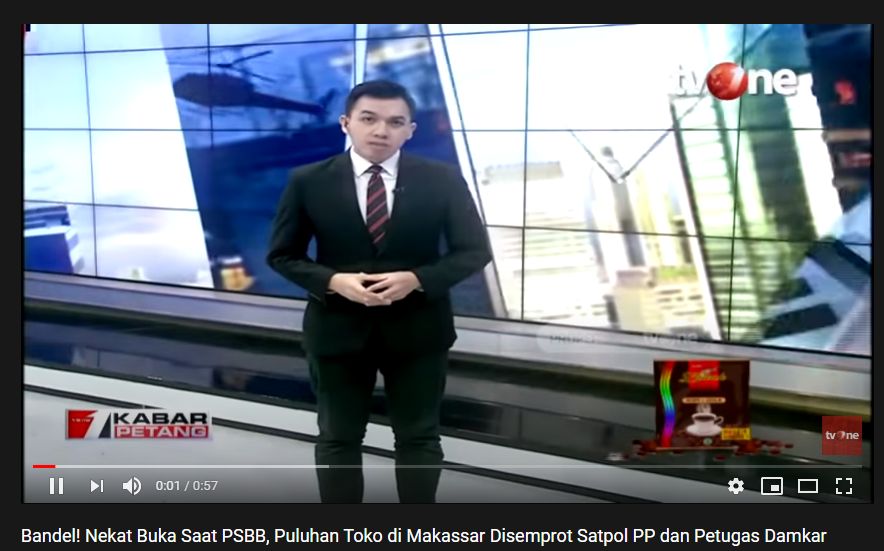 tvOne
KABAR
PETANG
tvOne
0:01 / 0:57
Bandel! Nekat Buka Saat PSBB, Puluhan Toko di Makassar Disemprot Satpol PP dan Petugas Damkar